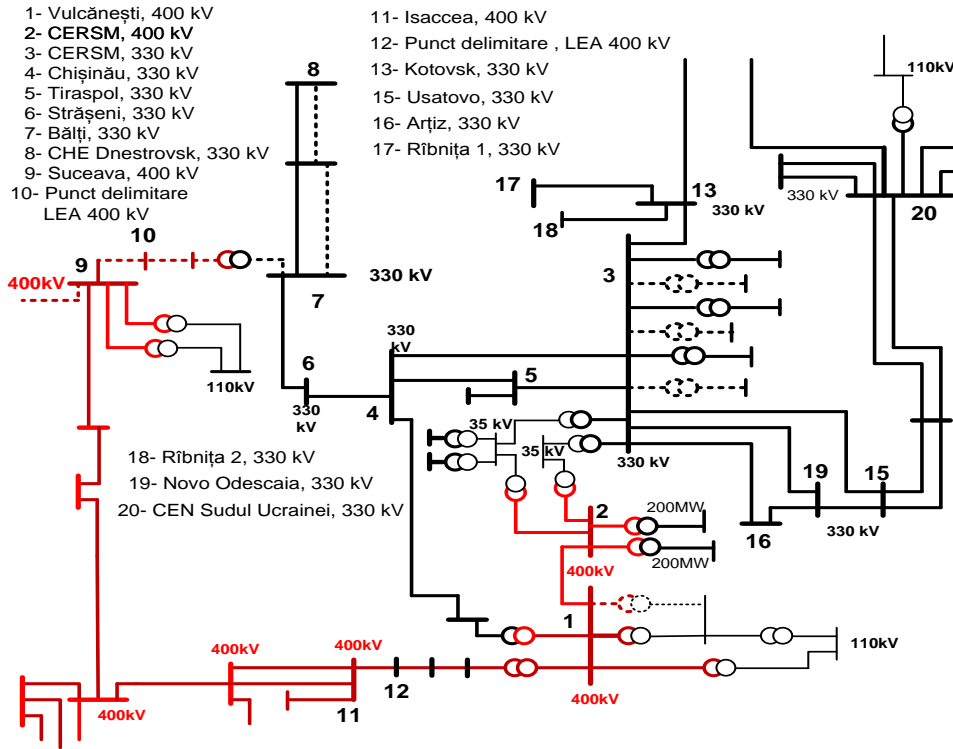 1- Vulcănești, 400 kV
2- CERSM, 400 kV
3- CERSM, 330 kV
4- Chișinău, 330 kV
5- Tiraspol, 330 kV
6- Strășeni, 330 kV
7- Bălți, 330 kV
8- CHE Dnestrovsk, 330 kV
9- Suceava, 400 kV
10- Punct delimitare
LEA 400 kV
11- Isaccea, 400 kV
12- Punct delimitare , LEA 400 kV
13- Kotovsk, 330 kV
15- Usatovo, 330 kV
16- Arțiz, 330 kV
17- Rîbnița 1, 330 kV
8
110kV
17
13
330 kV
18
330 kV
20
10
9
400kV
7
330 kV
3
110kV
330
kV
6
330
kV
4
5
35 kV
35 kV
330 kV
18- Rîbnița 2, 330 kV
19- Novo Odescaia, 330 kV
20- CEN Sudul Ucrainei, 330 kV
19
15
16
330 kV
2
200MW
400kV
200MW
1
110kV
400kV
400kV
400kV
12
11
400kV